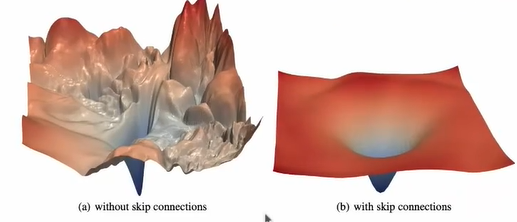 (a) without skip connections
(b) with skip connections